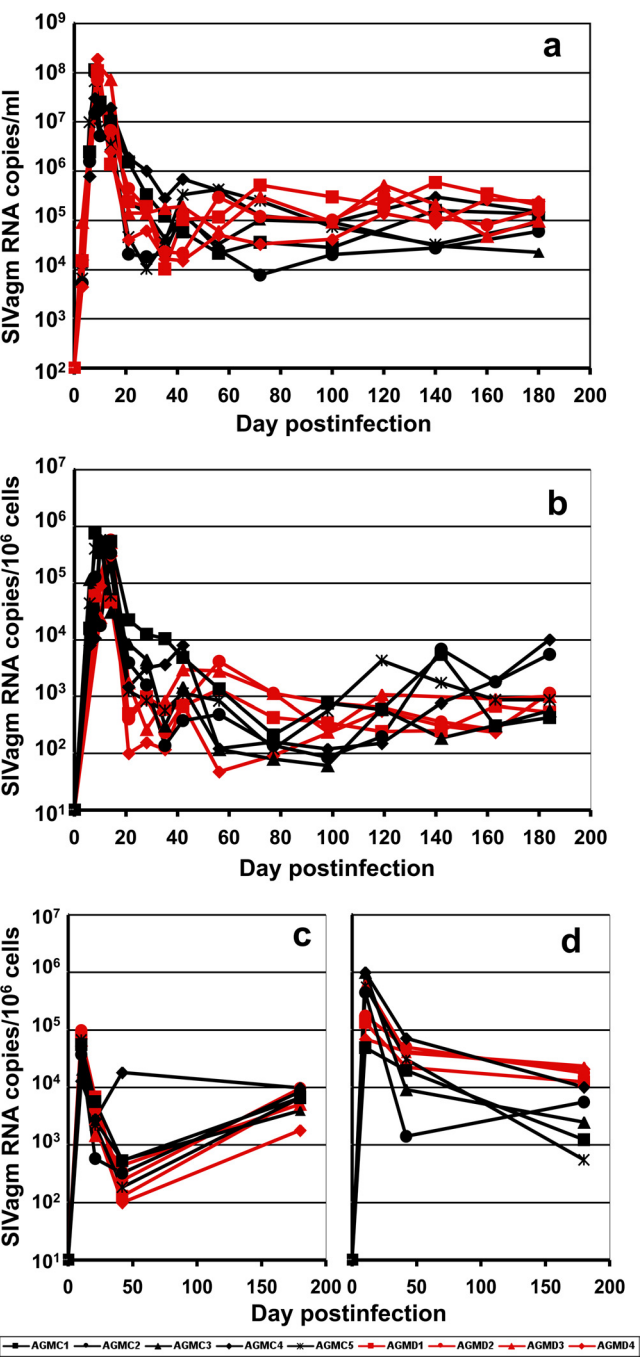 a
SIVagm RNA copies/ml
10⁹
10⁸
10⁷
10⁶
10⁵
10⁴
10³
10²
0 20 40 60 80 100 120 140 160 180 200
Day postinfection
b
SIVagm RNA copies/10⁶ cells
10⁷
10⁶
10⁵
10⁴
10³
10²
10¹
0 20 40 60 80 100 120 140 160 180 200
Day postinfection
c
d
SIVagm RNA copies/10⁶ cells
10⁷
10⁶
10⁵
10⁴
10³
10²
10¹
0 50 100 150 200
0 50 100 150 200
Day postinfection
AGMC1 AGMC2 AGMC3 AGMC4 AGMC5 AGMD1 AGMD2 AGMD3 AGMD4